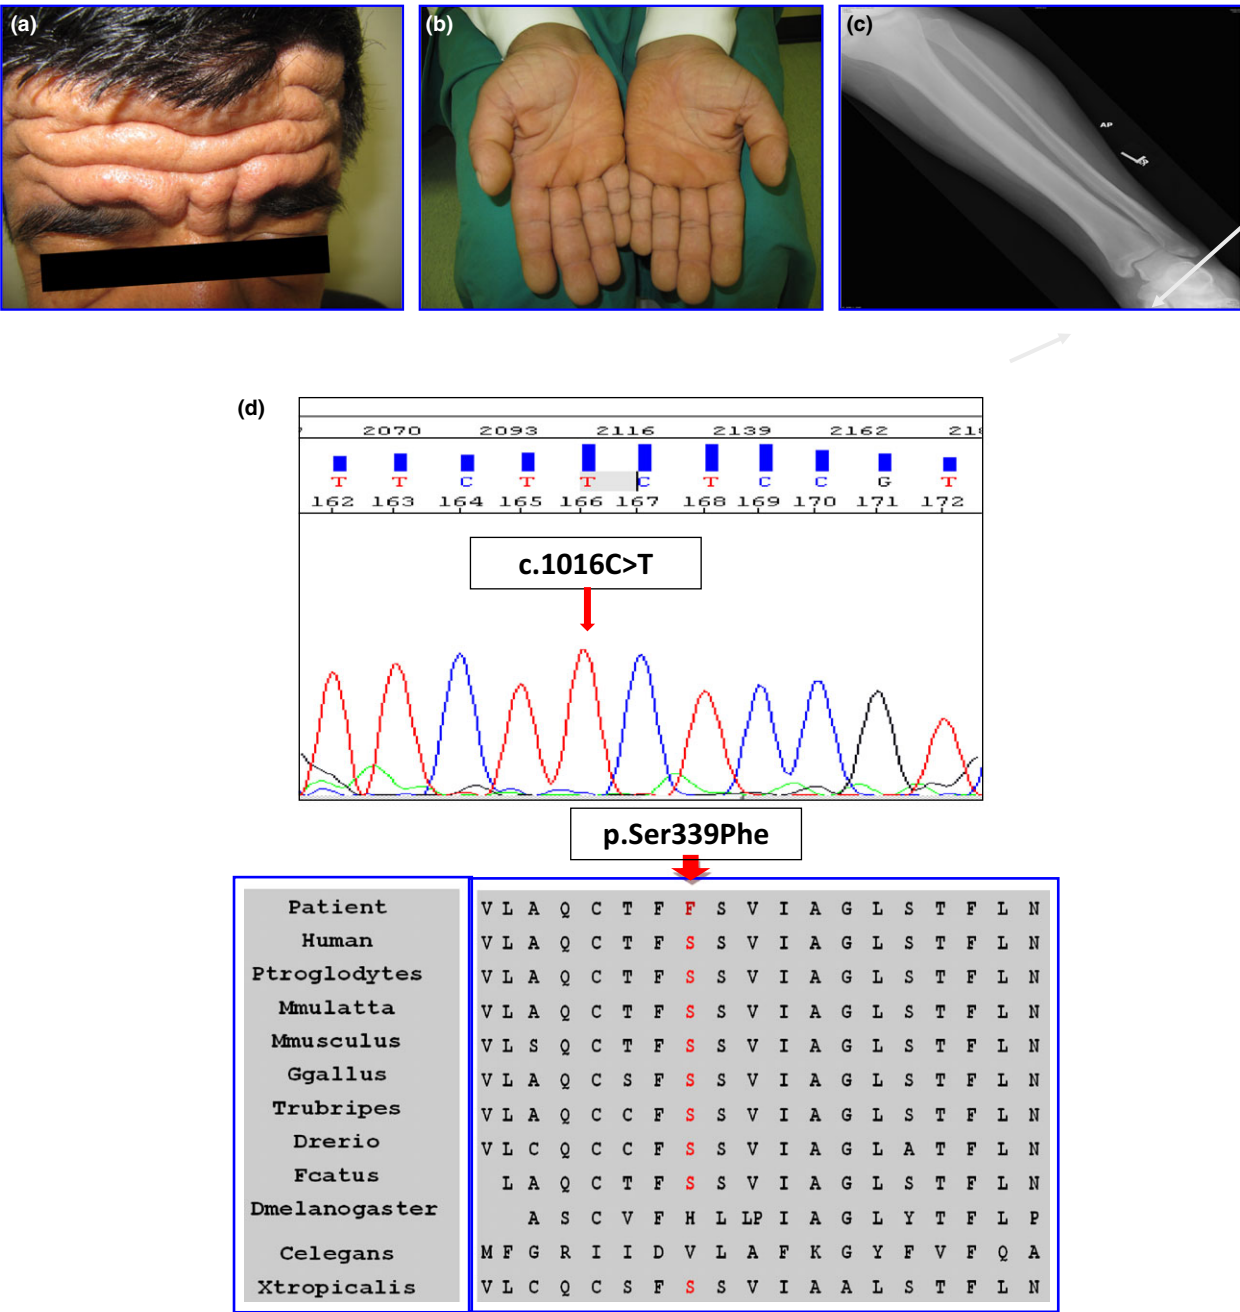 (a)
(b)
(c)
AP
(d)
2070 2093 2116 2139 2162
T T C T T C T C C G T
162 163 164 165 166 167 168 169 170 171 172
c.1016C>T
p.Ser339Phe
Patient V L A Q C T F F S V I A G L S T F L N
Human V L A Q C T F S S V I A G L S T F L N
Ptroglodytes V L A Q C T F S S V I A G L S T F L N
Mmulatta V L A Q C T F S S V I A G L S T F L N
Mmusculus V L S Q C T F S S V I A G L S T F L N
Ggallus V L A Q C S F S S V I A G L S T F L N
Trubripes V L A Q C C F S S V I A G L S T F L N
Drerio V L C Q C C F S S V I A G L A T F L N
Fcatus L A Q C T F S S V I A G L S T F L N
Dmelanogaster A S C V F H L LP I A G L Y T F L P
Celegans M F G R I I D V L A F K G Y F V F Q A
Xtropicalis V L C Q C S F S S V I A A L S T F L N